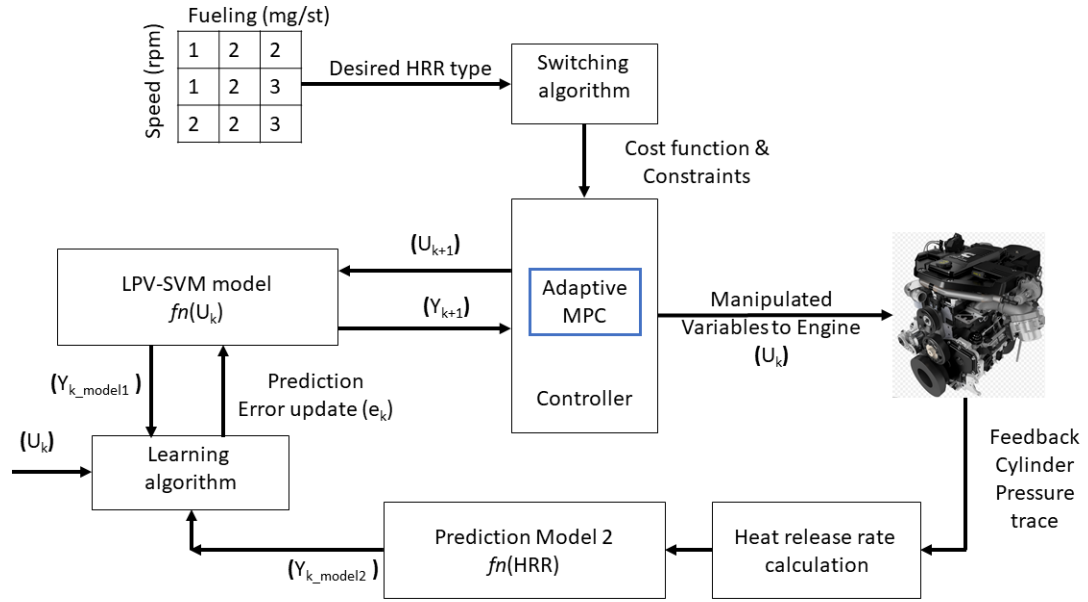 Fueling (mg/st)
Speed (rpm)
1 2 2
1 2 3
2 2 3
Desired HRR type
Switching
algorithm
Cost function &
Constraints
(Uk+1)
LPV-SVM model
fn(Uk)
(Yk+1)
Adaptive
MPC
Controller
Manipulated
Variables to Engine
(Uk)
(Yk_model1 )
Prediction
Error update (ek)
(Uk)
Learning
algorithm
Feedback
Cylinder
Pressure
trace
Prediction Model 2
fn(HRR)
Heat release rate
calculation
(Yk_model2 )